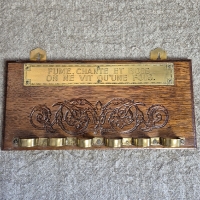 FUME, CHANTE ET
ON NE VIT QU'UNE FOIS